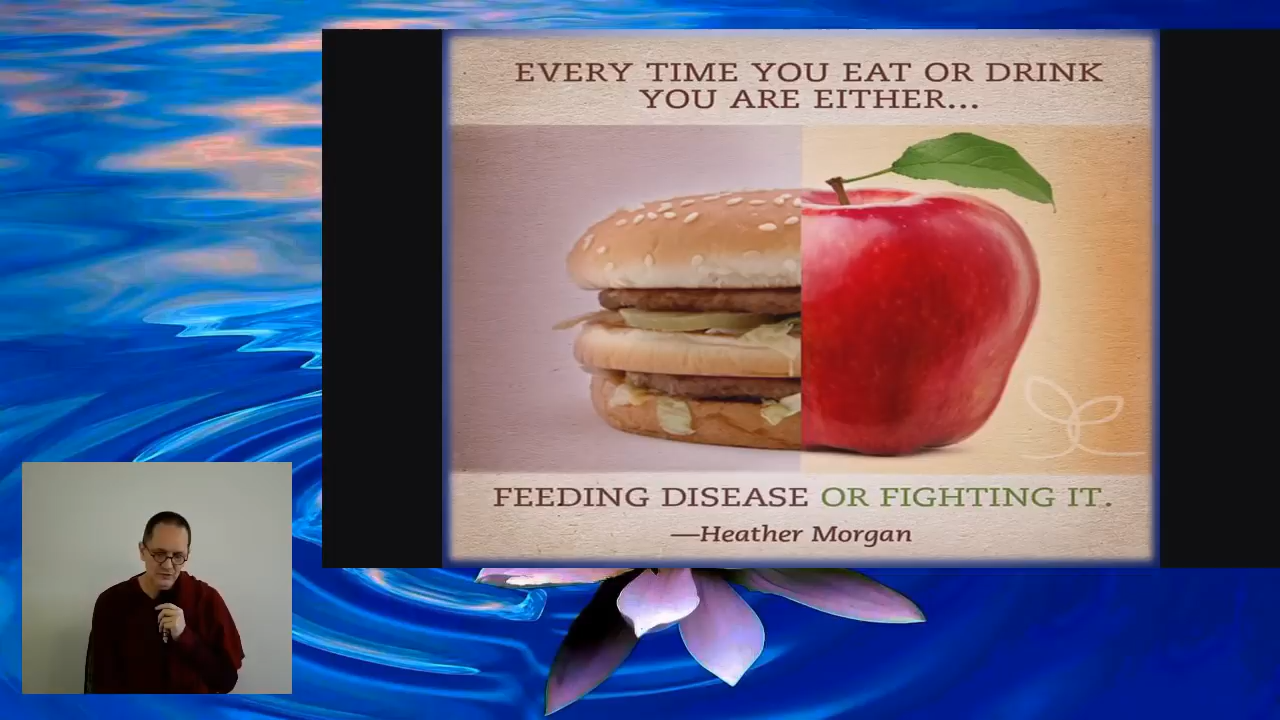 EVERY TIME YOU EAT OR DRINK
YOU ARE EITHER...
FEEDING DISEASE OR FIGHTING IT.
—Heather Morgan